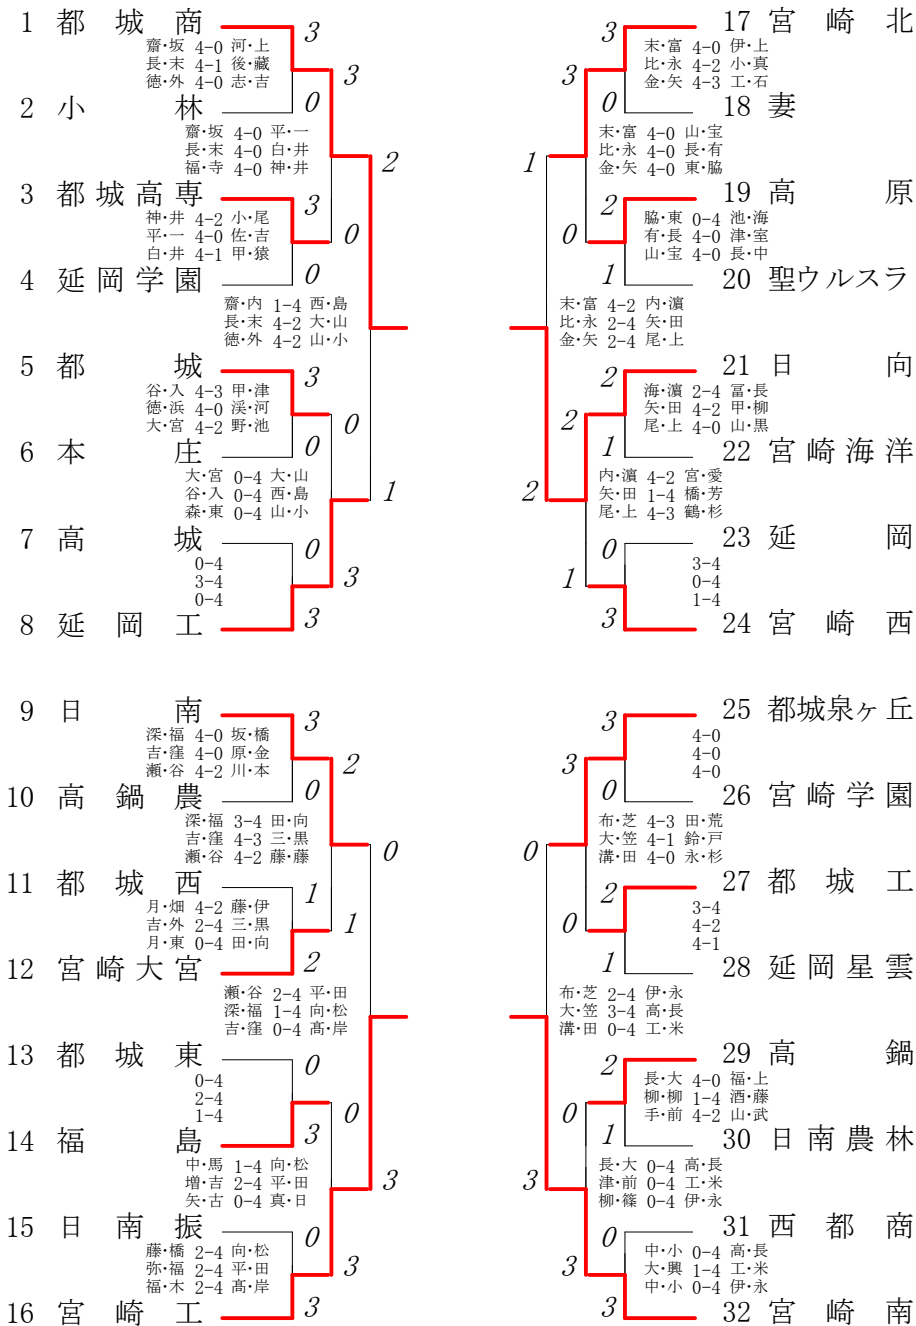 1 都城商
3
齋・坂 4-0 河・上
長・末 4-1 後・藏
徳・外 4-0 志・吉
3
0
2 小林
齋・坂 4-0 平・一
長・末 4-0 白・井
福・寺 4-0 神・井
2
3 都城高専
3
神・井 4-2 小・尾
平・一 4-0 佐・吉
白・井 4-1 甲・猿
0
0
4 延岡学園
齋・内 1-4 西・島
長・末 4-2 大・山
徳・外 4-2 山・小
5 都城
3
谷・入 4-3 甲・津
徳・浜 4-0 渓・河
大・宮 4-2 野・池
0
0
6 本庄
大・宮 0-4 大・山
谷・入 0-4 西・島
森・東 0-4 山・小
1
7 高城
0
0-4
3-4
0-4
3
3
8 延岡工
9 日南
3
深・福 4-0 坂・橋
吉・窪 4-0 原・金
瀬・谷 4-2 川・本
2
0
10 高鍋農
深・福 3-4 田・向
吉・窪 4-3 三・黒
瀬・谷 4-2 藤・藤
0
11 都城西
1
月・畑 4-2 藤・伊
吉・外 2-4 三・黒
月・東 0-4 田・向
1
2
12 宮崎大宮
瀬・谷 2-4 平・田
深・福 1-4 向・松
吉・窪 0-4 髙・岸
13 都城東
0
0-4
2-4
1-4
0
3
14 福島
中・馬 1-4 向・松
増・吉 2-4 平・田
矢・古 0-4 真・日
3
15 日南振
0
藤・橋 2-4 向・松
弥・福 2-4 平・田
福・木 2-4 髙・岸
3
3
16 宮崎工
17 宮崎北
3
末・富 4-0 伊・上
比・永 4-2 小・真
金・矢 4-3 工・石
3
0
18 妻
末・富 4-0 山・宝
比・永 4-0 長・有
金・矢 4-0 東・脇
1
19 高原
2
脇・東 0-4 池・海
有・長 4-0 津・室
山・宝 4-0 長・中
0
1
20 聖ウルスラ
末・富 4-2 内・濵
比・永 2-4 矢・田
金・矢 2-4 尾・上
21 日向
2
海・濵 2-4 冨・長
矢・田 4-2 甲・柳
尾・上 4-0 山・黒
2
1
22 宮崎海洋
内・濵 4-2 宮・愛
矢・田 1-4 橋・芳
尾・上 4-3 鶴・杉
2
23 延岡
0
3-4
0-4
1-4
1
3
24 宮崎西
25 都城泉ヶ丘
3
4-0
4-0
4-0
3
0
26 宮崎学園
布・芝 4-3 田・荒
大・笠 4-1 鈴・戸
溝・田 4-0 永・杉
0
27 都城工
2
3-4
4-2
4-1
0
1
28 延岡星雲
布・芝 2-4 伊・永
大・笠 3-4 高・長
溝・田 0-4 工・米
29 高鍋
2
長・大 4-0 福・上
柳・柳 1-4 酒・藤
手・前 4-2 山・武
0
1
30 日南農林
長・大 0-4 高・長
津・前 0-4 工・米
柳・篠 0-4 伊・永
3
31 西都商
0
中・小 0-4 高・長
大・興 1-4 工・米
中・小 0-4 伊・永
3
3
32 宮崎南